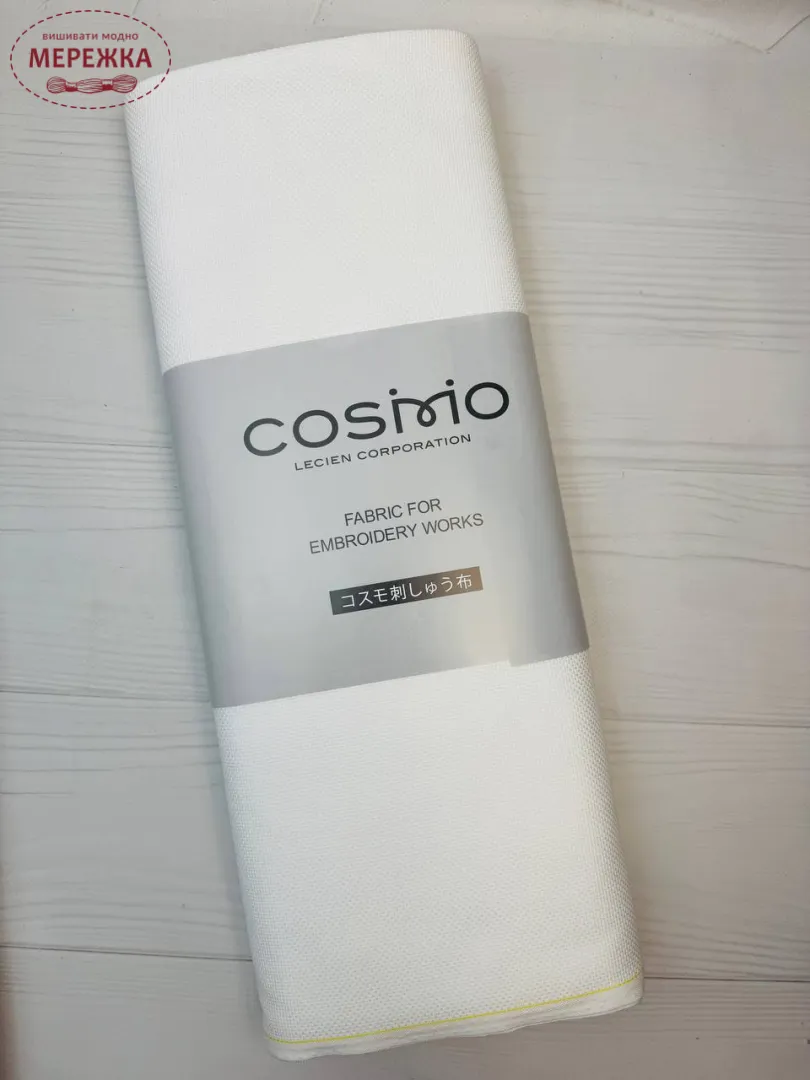 вишивати модно
МЕРЕЖКА
COSMO
LECIEN CORPORATION
FABRIC FOR
EMBROIDERY WORKS
コスモ刺しゅう布